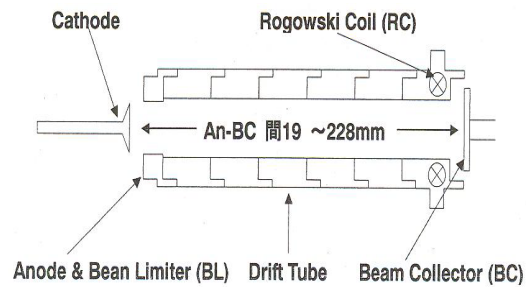 Cathode
Rogowski Coil (RC)
An-BC 間19 ～228mm
Anode & Bean Limiter (BL)
Drift Tube
Beam Collector (BC)